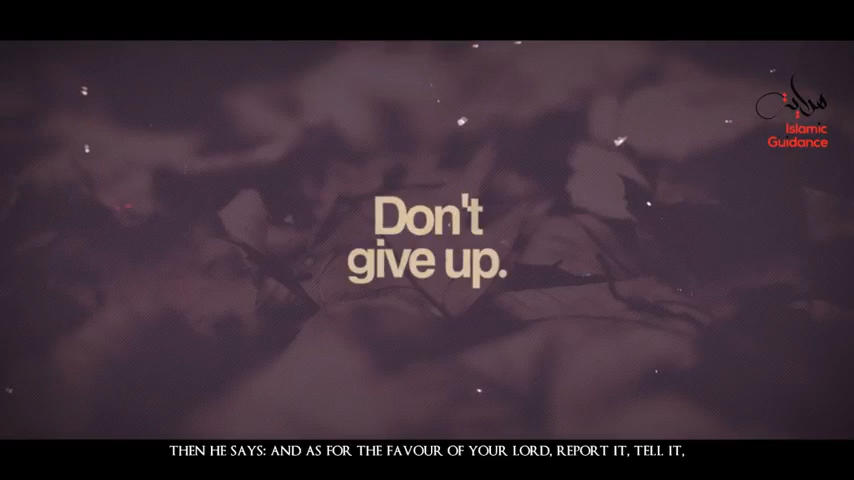 هداية
Islamic
Guidance
Don't
give up.
THEN HE SAYS: AND AS FOR THE FAVOUR OF YOUR LORD, REPORT IT, TELL IT,